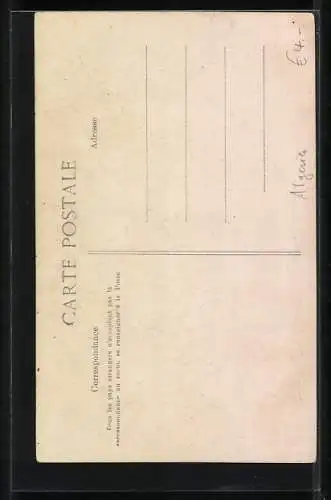 CARTE POSTALE
Correspondance
Tous les pays étrangers n'acceptent pas la
correspondance au recto, se renseigner à la Poste
Adresse
€ 4.-
Algeria